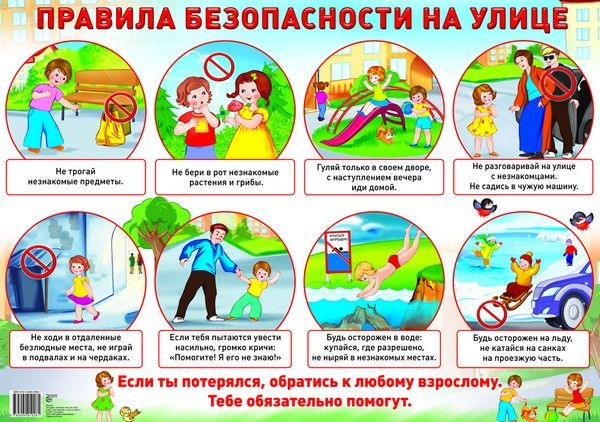 ПРАВИЛА БЕЗОПАСНОСТИ НА УЛИЦЕ
Не трогай
незнакомые предметы.
Не бери в рот незнакомые
растения и грибы.
Гуляй только в своем дворе,
с наступлением вечера
иди домой.
Не разговаривай на улице
с незнакомцами.
Не садись в чужую машину.
КУПАТЬСЯ
ЗАПРЕЩЕНО!
Не ходи в отдаленные
безлюдные места, не играй
в подвалах и на чердаках.
Если тебя пытаются увести
насильно, громко кричи:
«Помогите! Я его не знаю!»
Будь осторожен в воде:
купайся, где разрешено,
не ныряй в незнакомых местах.
Будь осторожен на льду,
не катайся на санках
на проезжую часть.
Если ты потерялся, обратись к любому взрослому.
Тебе обязательно помогут.